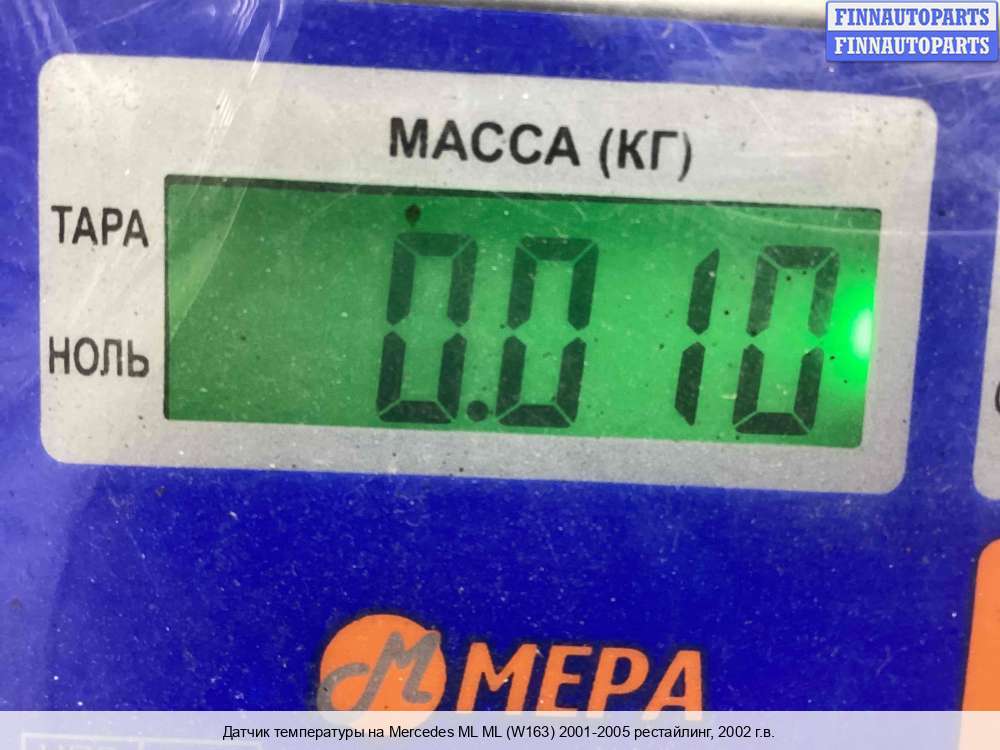 FINNAUTOPARTS
FINNAUTOPARTS
МАССА (КГ)
ТАРА
0.010
НОЛЬ
М МЕРА
Датчик температуры на Mercedes ML ML (W163) 2001-2005 рестайлинг, 2002 г.в.